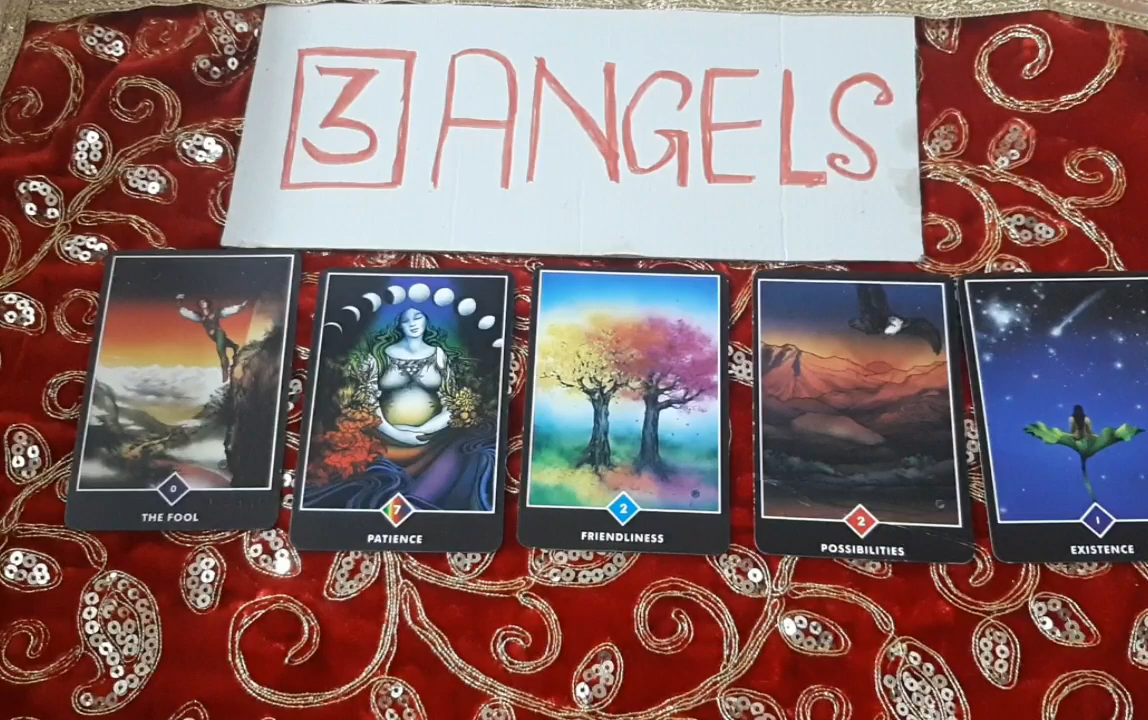 3 ANGELS
0
THE FOOL
7
PATIENCE
2
FRIENDLINESS
2
POSSIBILITIES
1
EXISTENCE